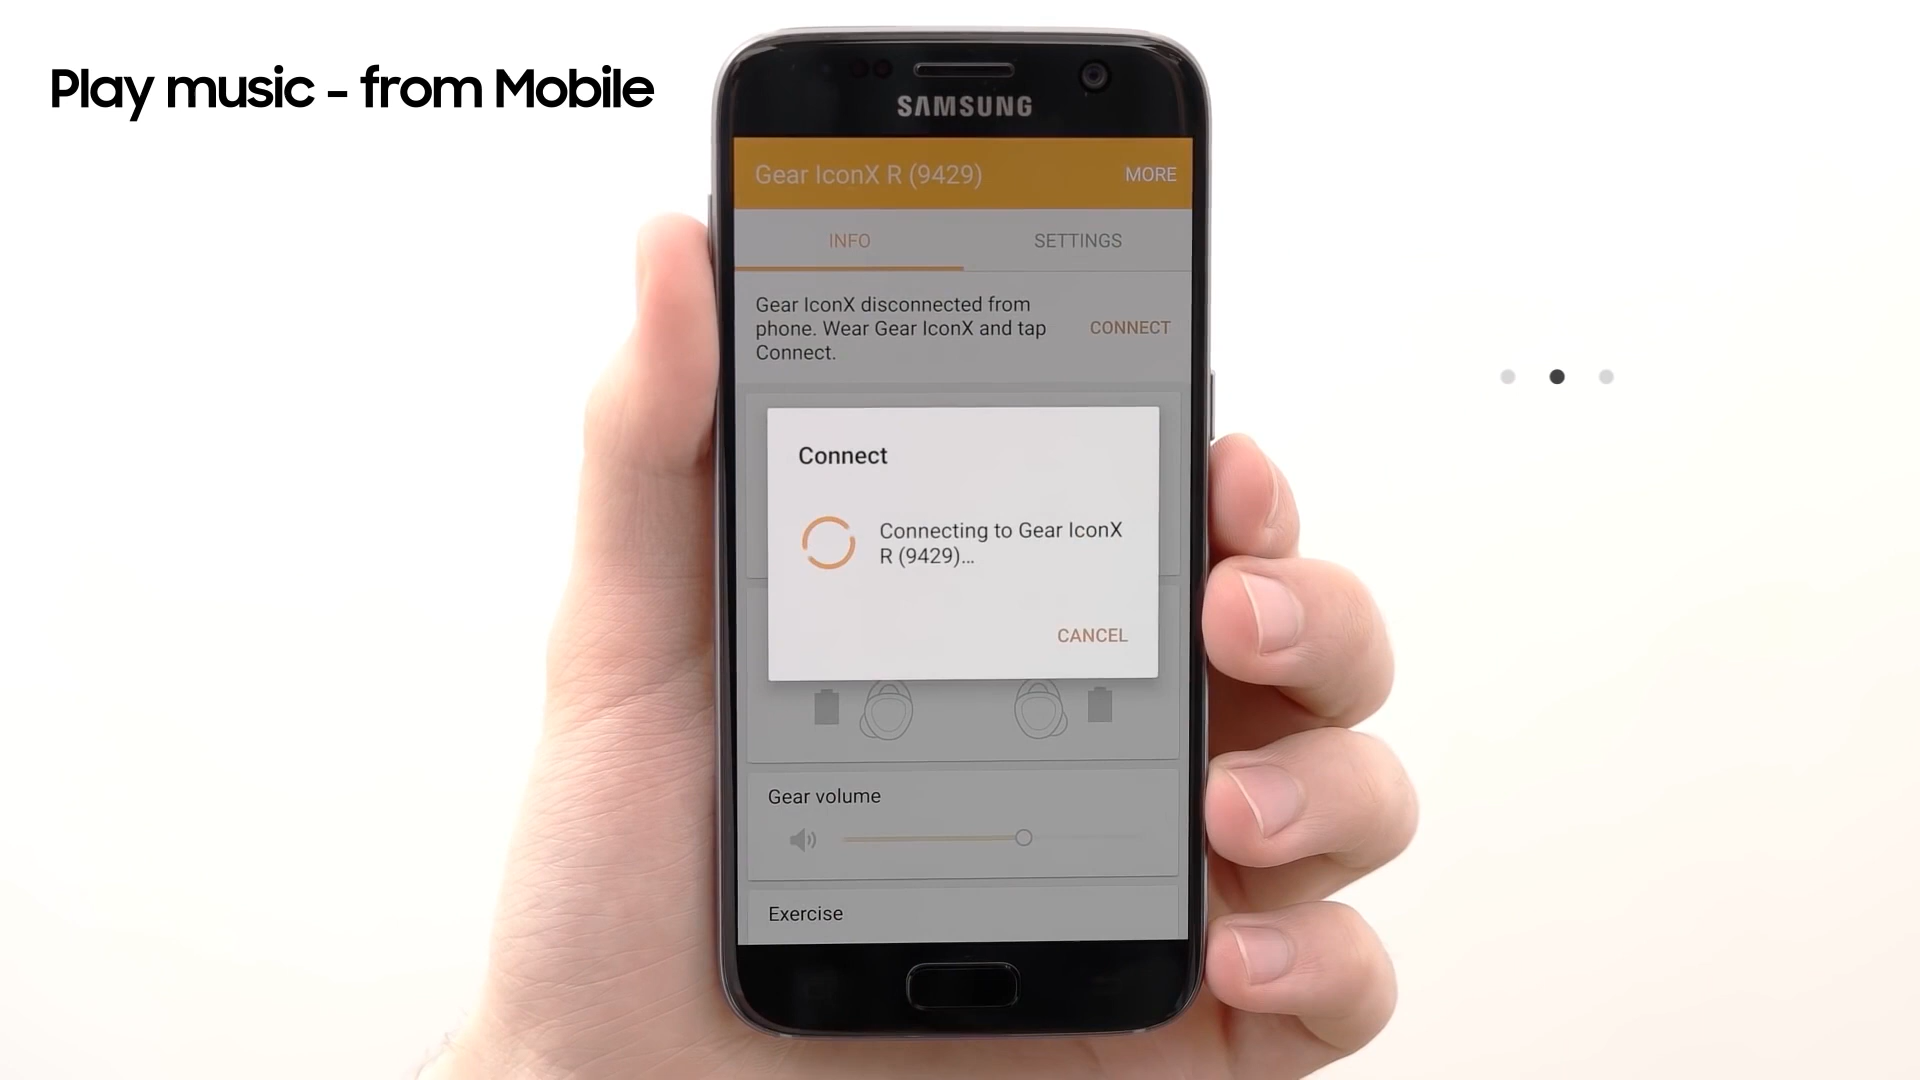 Play music - from Mobile
SAMSUNG
Gear IconX R (9429)
MORE
INFO
SETTINGS
Gear IconX disconnected from
phone. Wear Gear IconX and tap
Connect.
CONNECT
Connect
Connecting to Gear IconX
R (9429)...
CANCEL
Gear volume
Exercise